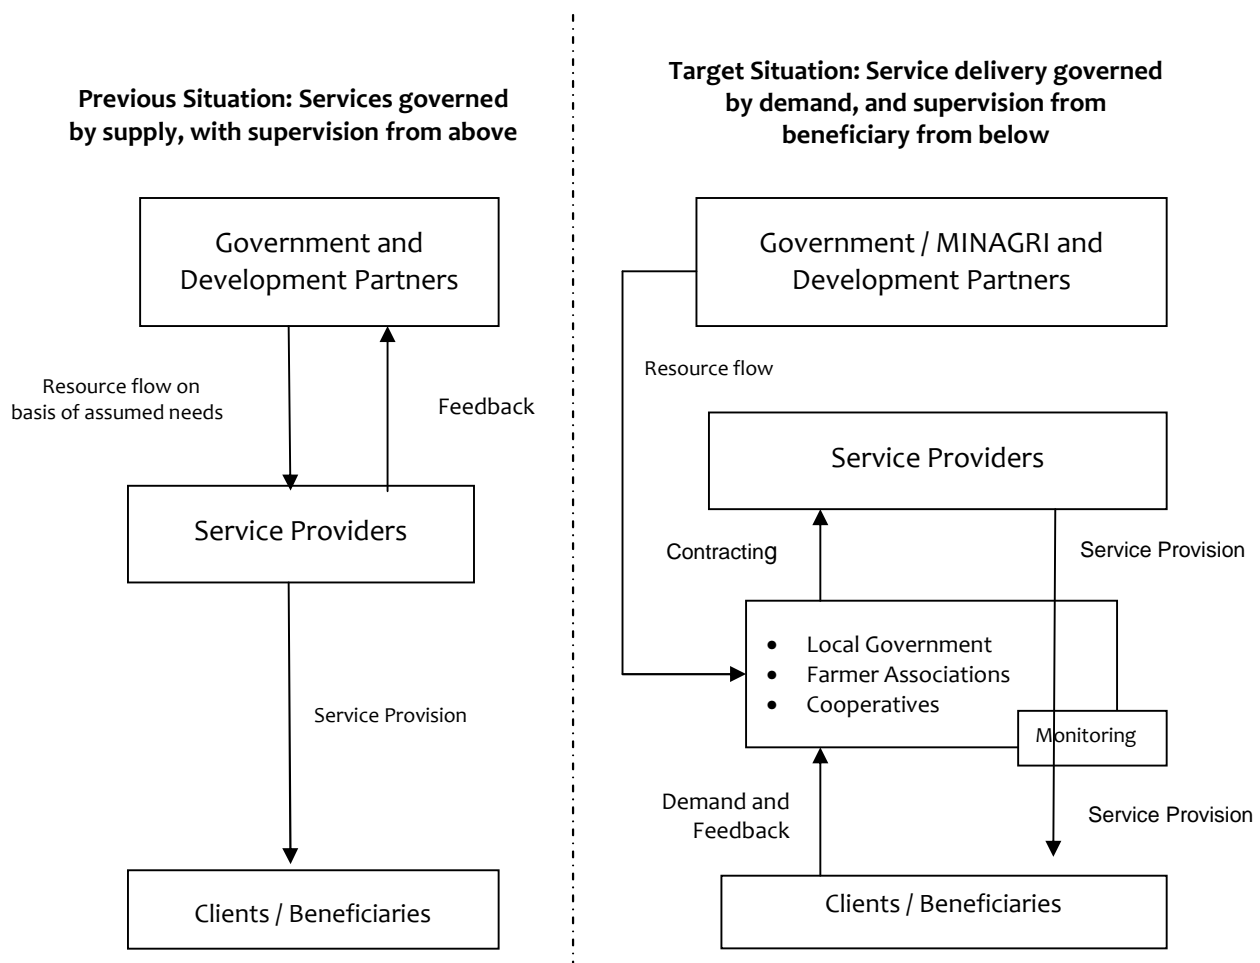 Previous Situation: Services governed
by supply, with supervision from above
Government and
Development Partners
Resource flow on
basis of assumed needs
Feedback
Service Providers
Service Provision
Clients / Beneficiaries
Target Situation: Service delivery governed
by demand, and supervision from
beneficiary from below
Government / MINAGRI and
Development Partners
Resource flow
Service Providers
Contracting
Service Provision
• Local Government
• Farmer Associations
• Cooperatives
Monitoring
Demand and
Feedback
Service Provision
Clients / Beneficiaries